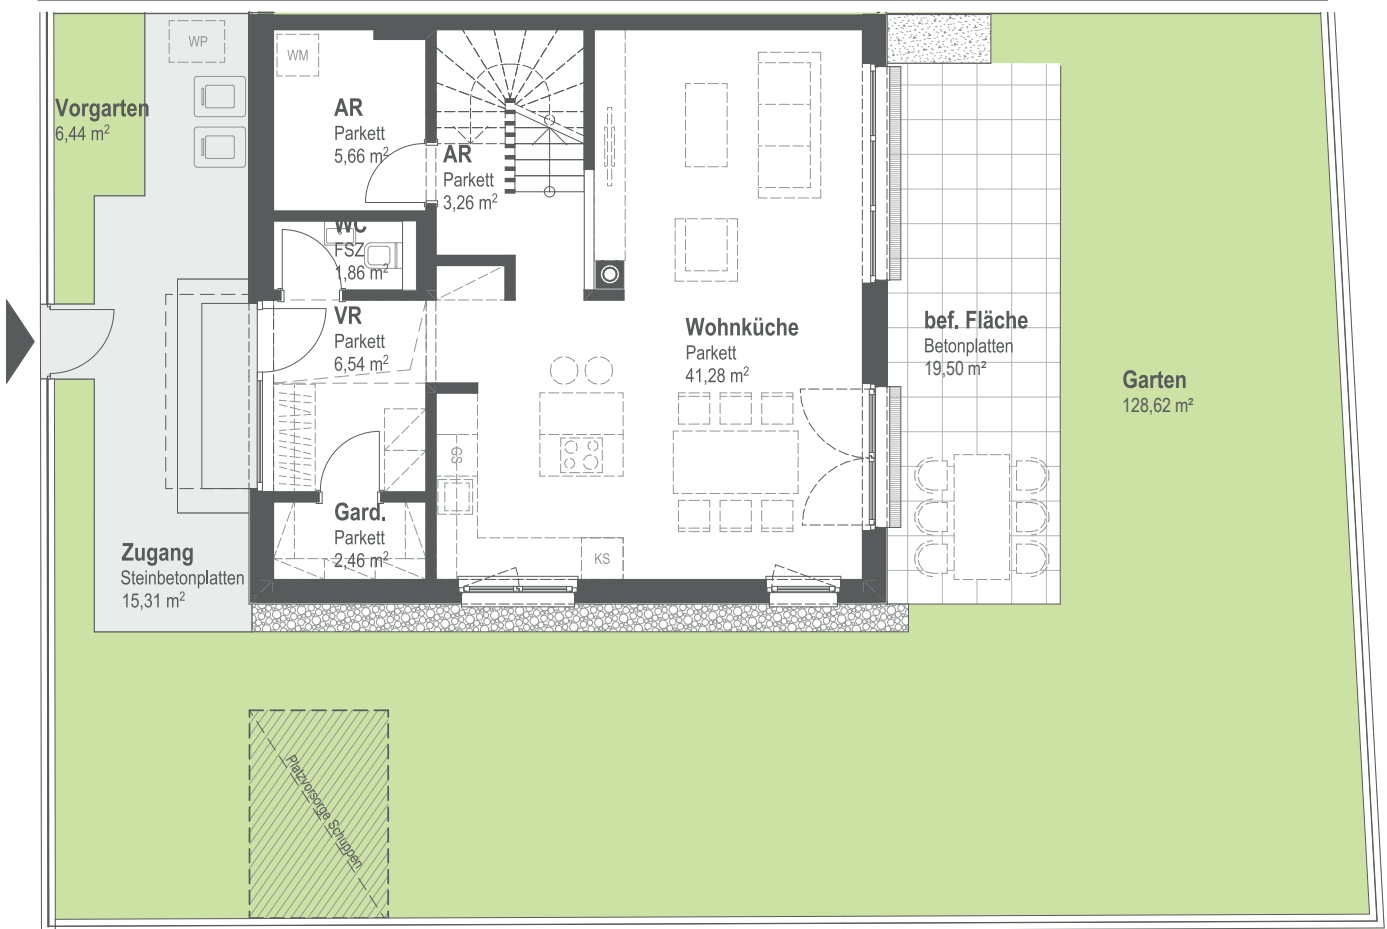 WP
WM
Vorgarten
6,44 m²
AR
Parkett
5,66 m²
AR
Parkett
3,26 m²
WC
FSZ
1,86 m²
VR
Parkett
6,54 m²
Wohnküche
Parkett
41,28 m²
bef. Fläche
Betonplatten
19,50 m²
Garten
128,62 m²
GS
Gard.
Parkett
2,46 m²
KS
Zugang
Steinbetonplatten
15,31 m²
Platzvorsorge Schuppen